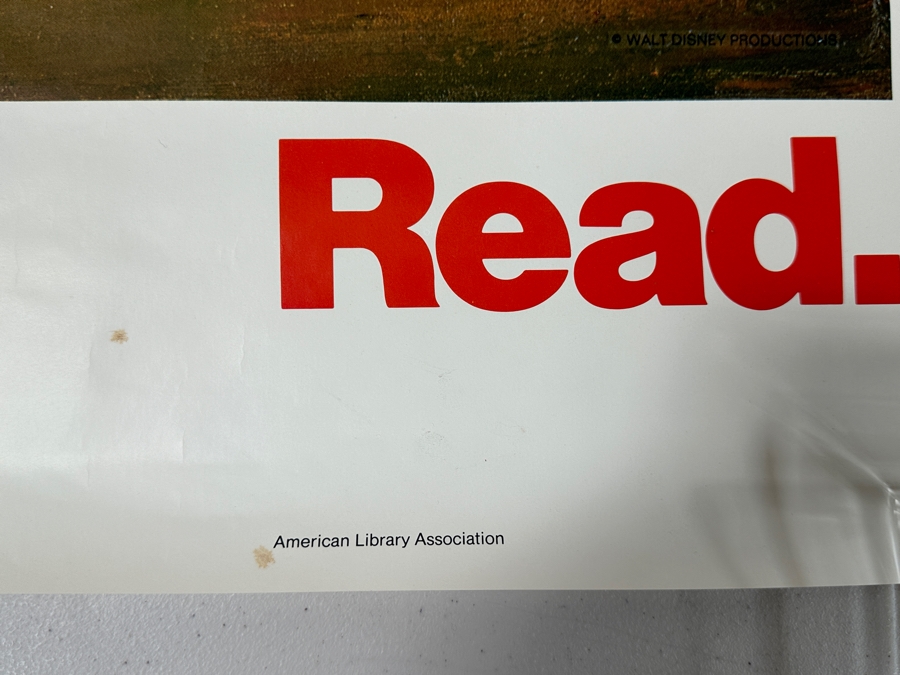 © WALT DISNEY PRODUCTIONS
Read.
American Library Association